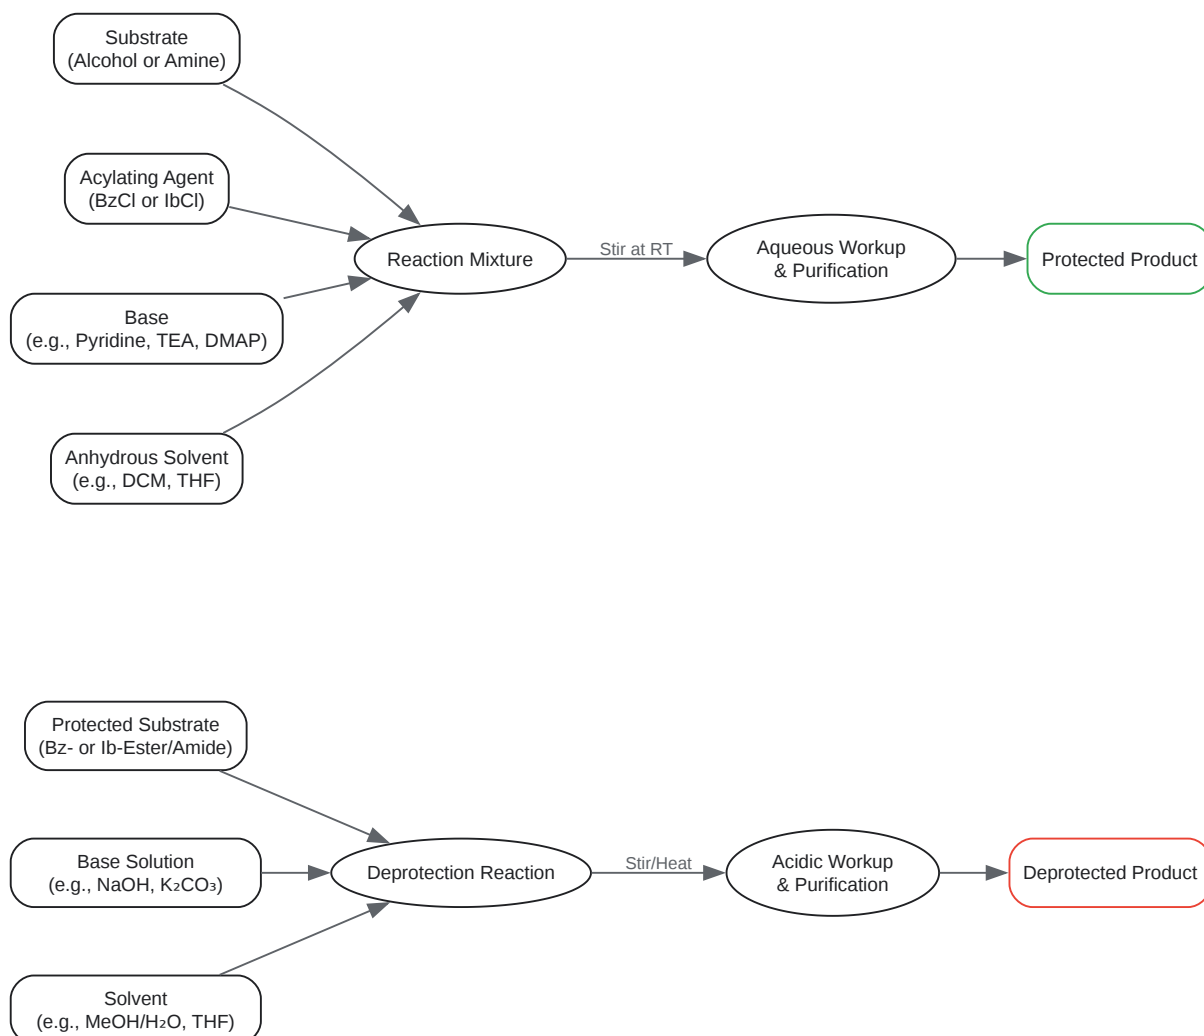 Substrate
(Alcohol or Amine)
Acylating Agent
(BzCl or IbCl)
Base
(e.g., Pyridine, TEA, DMAP)
Anhydrous Solvent
(e.g., DCM, THF)
Reaction Mixture
Stir at RT
Aqueous Workup
& Purification
Protected Product
Protected Substrate
(Bz- or Ib-Ester/Amide)
Base Solution
(e.g., NaOH, K₂CO₃)
Solvent
(e.g., MeOH/H₂O, THF)
Deprotection Reaction
Stir/Heat
Acidic Workup
& Purification
Deprotected Product